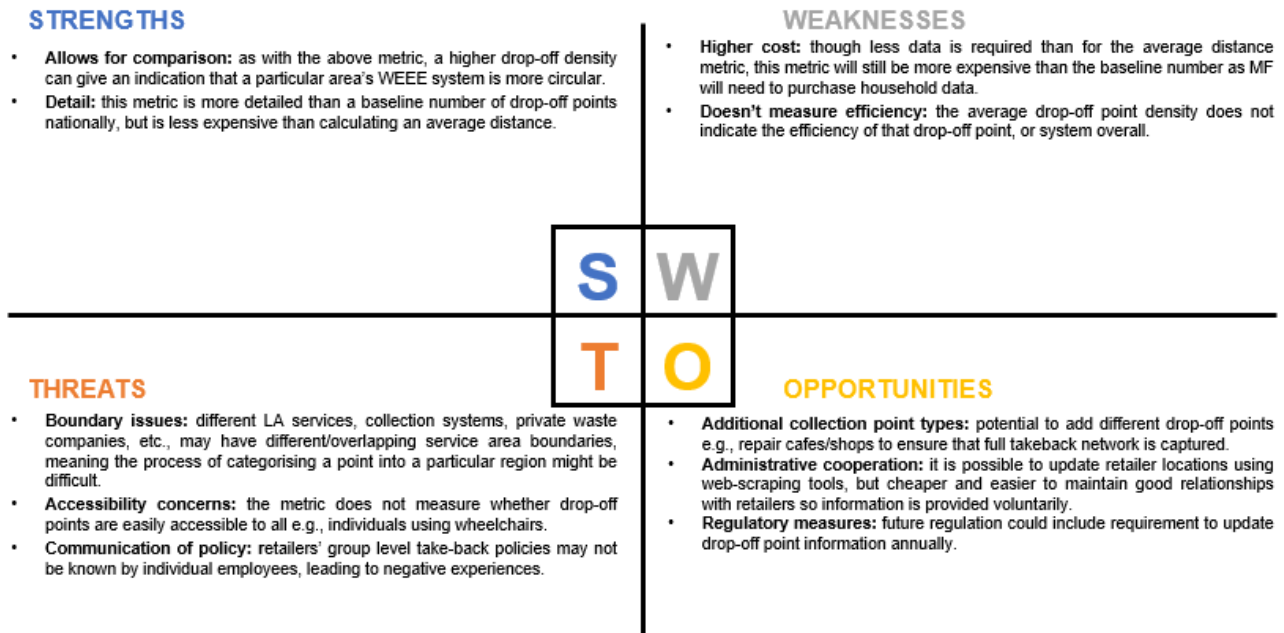 STRENGTHS
• Allows for comparison: as with the above metric, a higher drop-off density
can give an indication that a particular area's WEEE system is more circular.
• Detail: this metric is more detailed than a baseline number of drop-off points
nationally, but is less expensive than calculating an average distance.
WEAKNESSES
• Higher cost: though less data is required than for the average distance
metric, this metric will still be more expensive than the baseline number as MF
will need to purchase household data.
• Doesn't measure efficiency: the average drop-off point density does not
indicate the efficiency of that drop-off point, or system overall.
S W
T O
THREATS
• Boundary issues: different LA services, collection systems, private waste
companies, etc., may have different/overlapping service area boundaries,
meaning the process of categorising a point into a particular region might be
difficult.
• Accessibility concerns: the metric does not measure whether drop-off
points are easily accessible to all e.g., individuals using wheelchairs.
• Communication of policy: retailers' group level take-back policies may not
be known by individual employees, leading to negative experiences.
OPPORTUNITIES
• Additional collection point types: potential to add different drop-off points
e.g., repair cafes/shops to ensure that full takeback network is captured.
• Administrative cooperation: it is possible to update retailer locations using
web-scraping tools, but cheaper and easier to maintain good relationships
with retailers so information is provided voluntarily.
• Regulatory measures: future regulation could include requirement to update
drop-off point information annually.